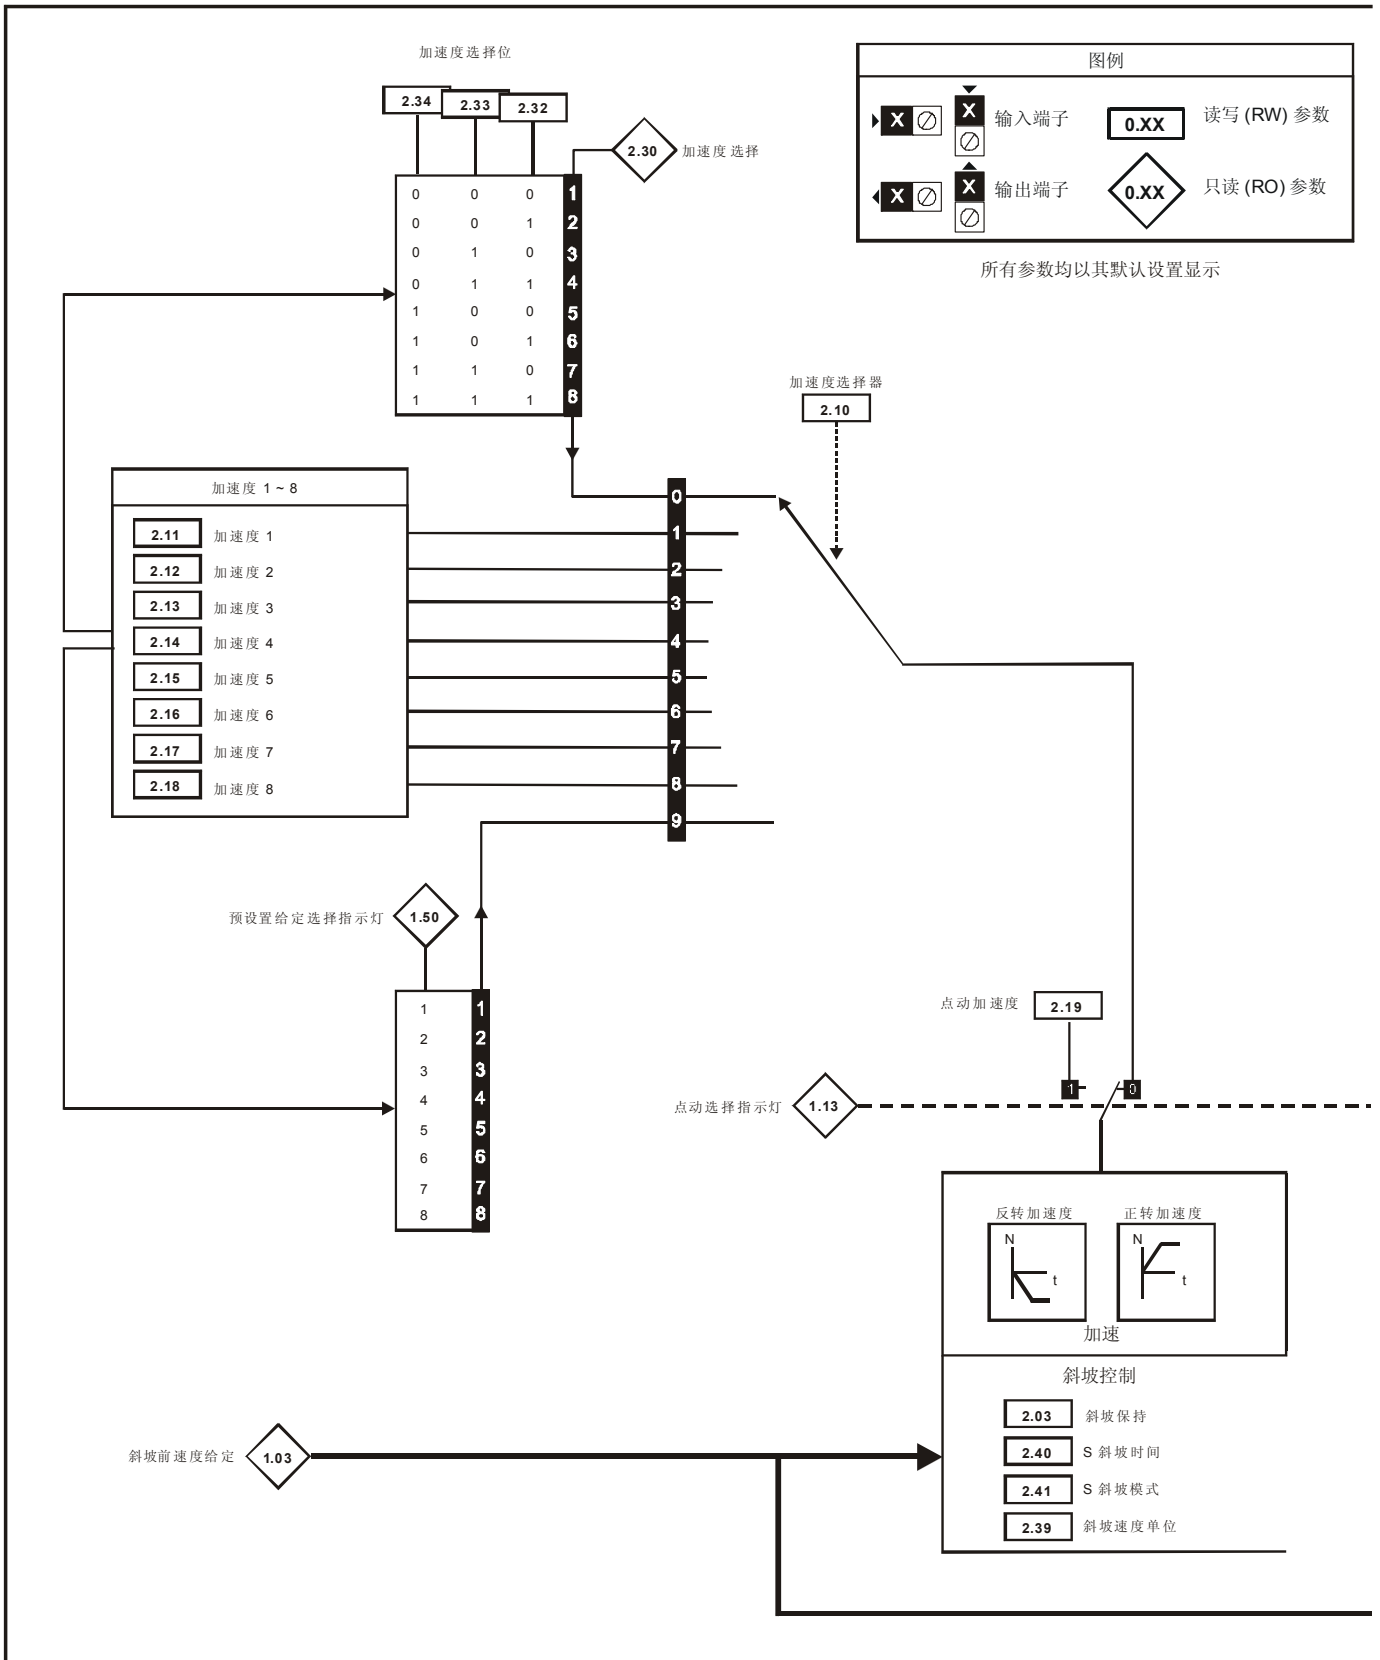 加速度选择位
2.34 2.33 2.32
2.30 加速度选择
0 0 0 1
0 0 1 2
0 1 0 3
0 1 1 4
1 0 0 5
1 0 1 6
1 1 0 7
1 1 1 8
图例
X 输入端子
X
0.XX 读写 (RW) 参数
X 输出端子
X
0.XX 只读 (RO) 参数
所有参数均以其默认设置显示
加速度选择器
2.10
加速度 1 ~ 8
2.11 加速度 1
2.12 加速度 2
2.13 加速度 3
2.14 加速度 4
2.15 加速度 5
2.16 加速度 6
2.17 加速度 7
2.18 加速度 8
0
1
2
3
4
5
6
7
8
9
预设置给定选择指示灯 1.50
1 1
2 2
3 3
4 4
5 5
6 6
7 7
8 8
点动加速度 2.19
1 0
点动选择指示灯 1.13
反转加速度 正转加速度
N N
t t
加速
斜坡控制
2.03 斜坡保持
2.40 S 斜坡时间
2.41 S 斜坡模式
2.39 斜坡速度单位
斜坡前速度给定 1.03